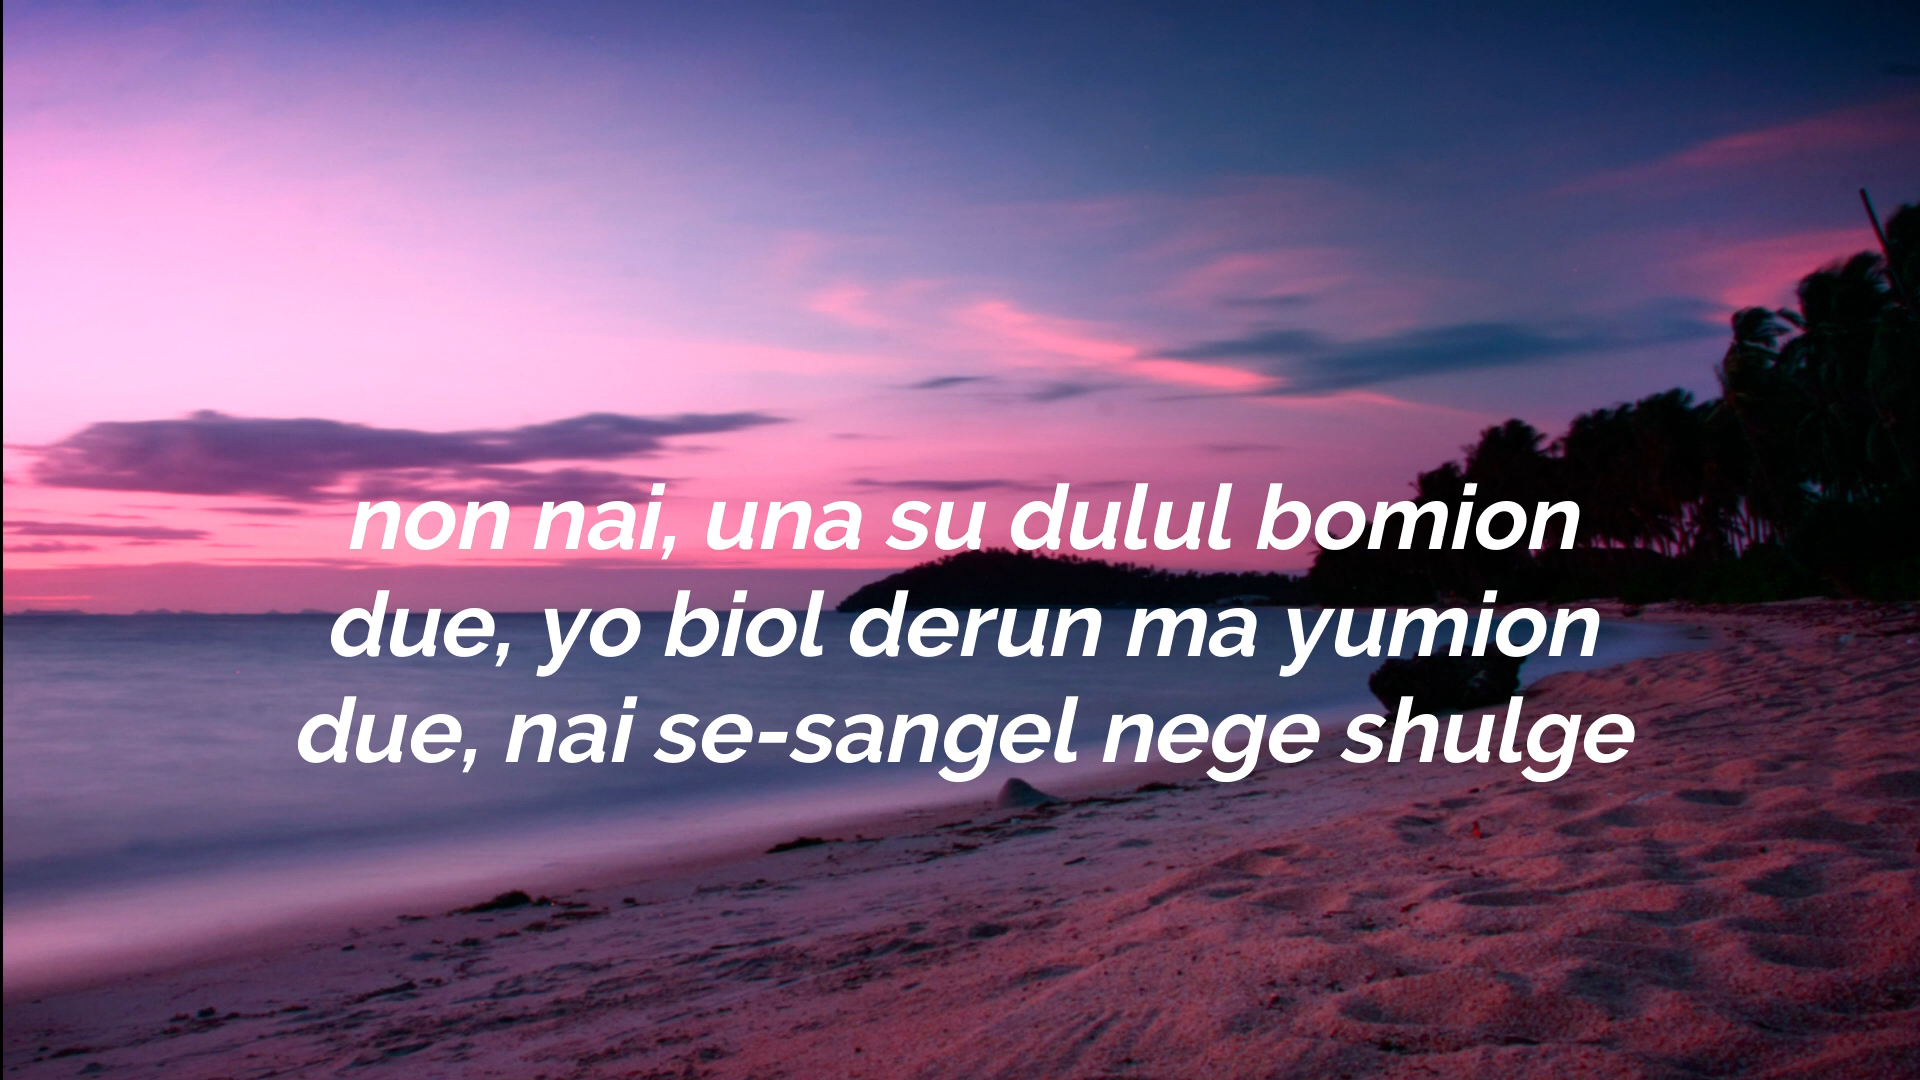 non nai, una su dulul bomion
due, yo biol derun ma yumion
due, nai se-sangel nege shulge